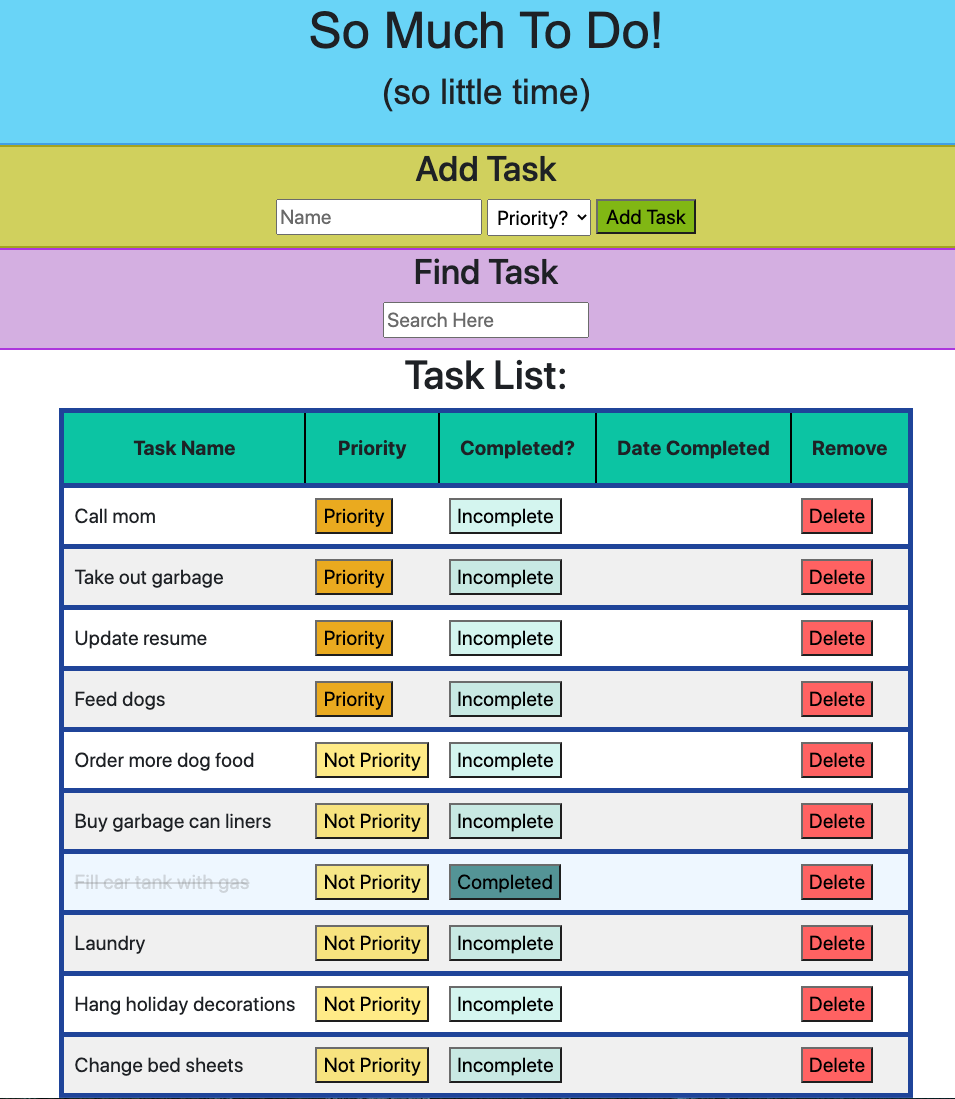 So Much To Do!
(so little time)
Add Task
Name Priority? Add Task
Find Task
Search Here
Task List:
Task Name Priority Completed? Date Completed Remove
Call mom Priority Incomplete Delete
Take out garbage Priority Incomplete Delete
Update resume Priority Incomplete Delete
Feed dogs Priority Incomplete Delete
Order more dog food Not Priority Incomplete Delete
Buy garbage can liners Not Priority Incomplete Delete
Fill car tank with gas Not Priority Completed Delete
Laundry Not Priority Incomplete Delete
Hang holiday decorations Not Priority Incomplete Delete
Change bed sheets Not Priority Incomplete Delete